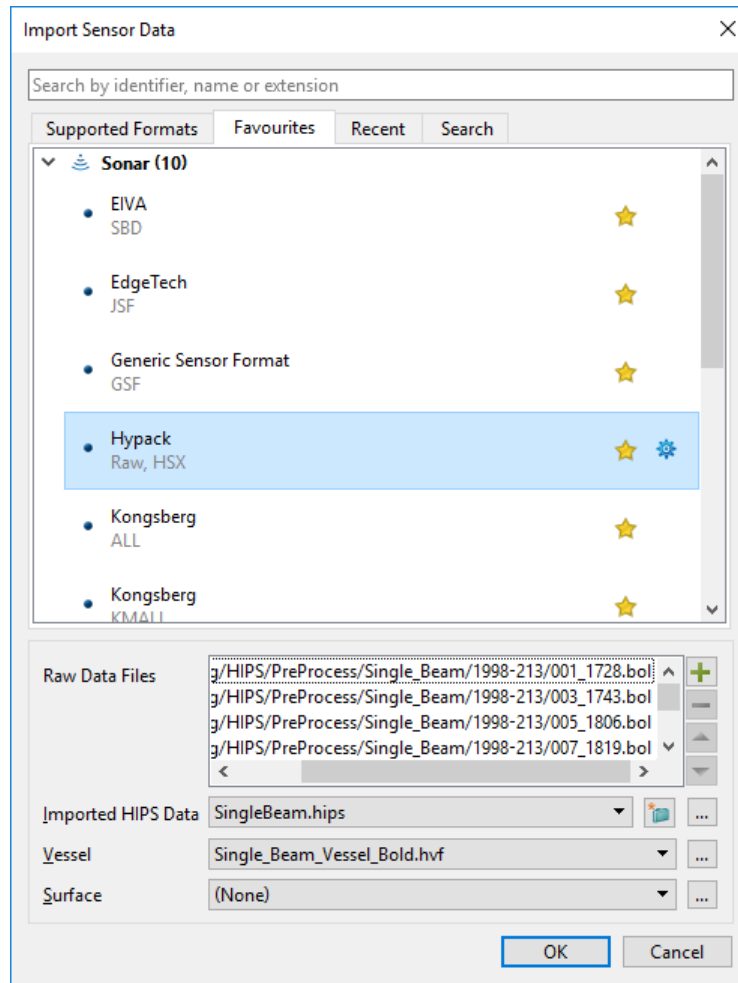 Import Sensor Data
Search by identifier, name or extension
Supported Formats Favourites Recent Search
Sonar (10)
EIVA
SBD
EdgeTech
JSF
Generic Sensor Format
GSF
Hypack
Raw, HSX
Kongsberg
ALL
Kongsberg
KMALL
Raw Data Files
g/HIPS/PreProcess/Single_Beam/1998-213/001_1728.bol
g/HIPS/PreProcess/Single_Beam/1998-213/003_1743.bol
g/HIPS/PreProcess/Single_Beam/1998-213/005_1806.bol
g/HIPS/PreProcess/Single_Beam/1998-213/007_1819.bol
Imported HIPS Data SingleBeam.hips ...
Vessel Single_Beam_Vessel_Bold.hvf ...
Surface (None) ...
OK Cancel